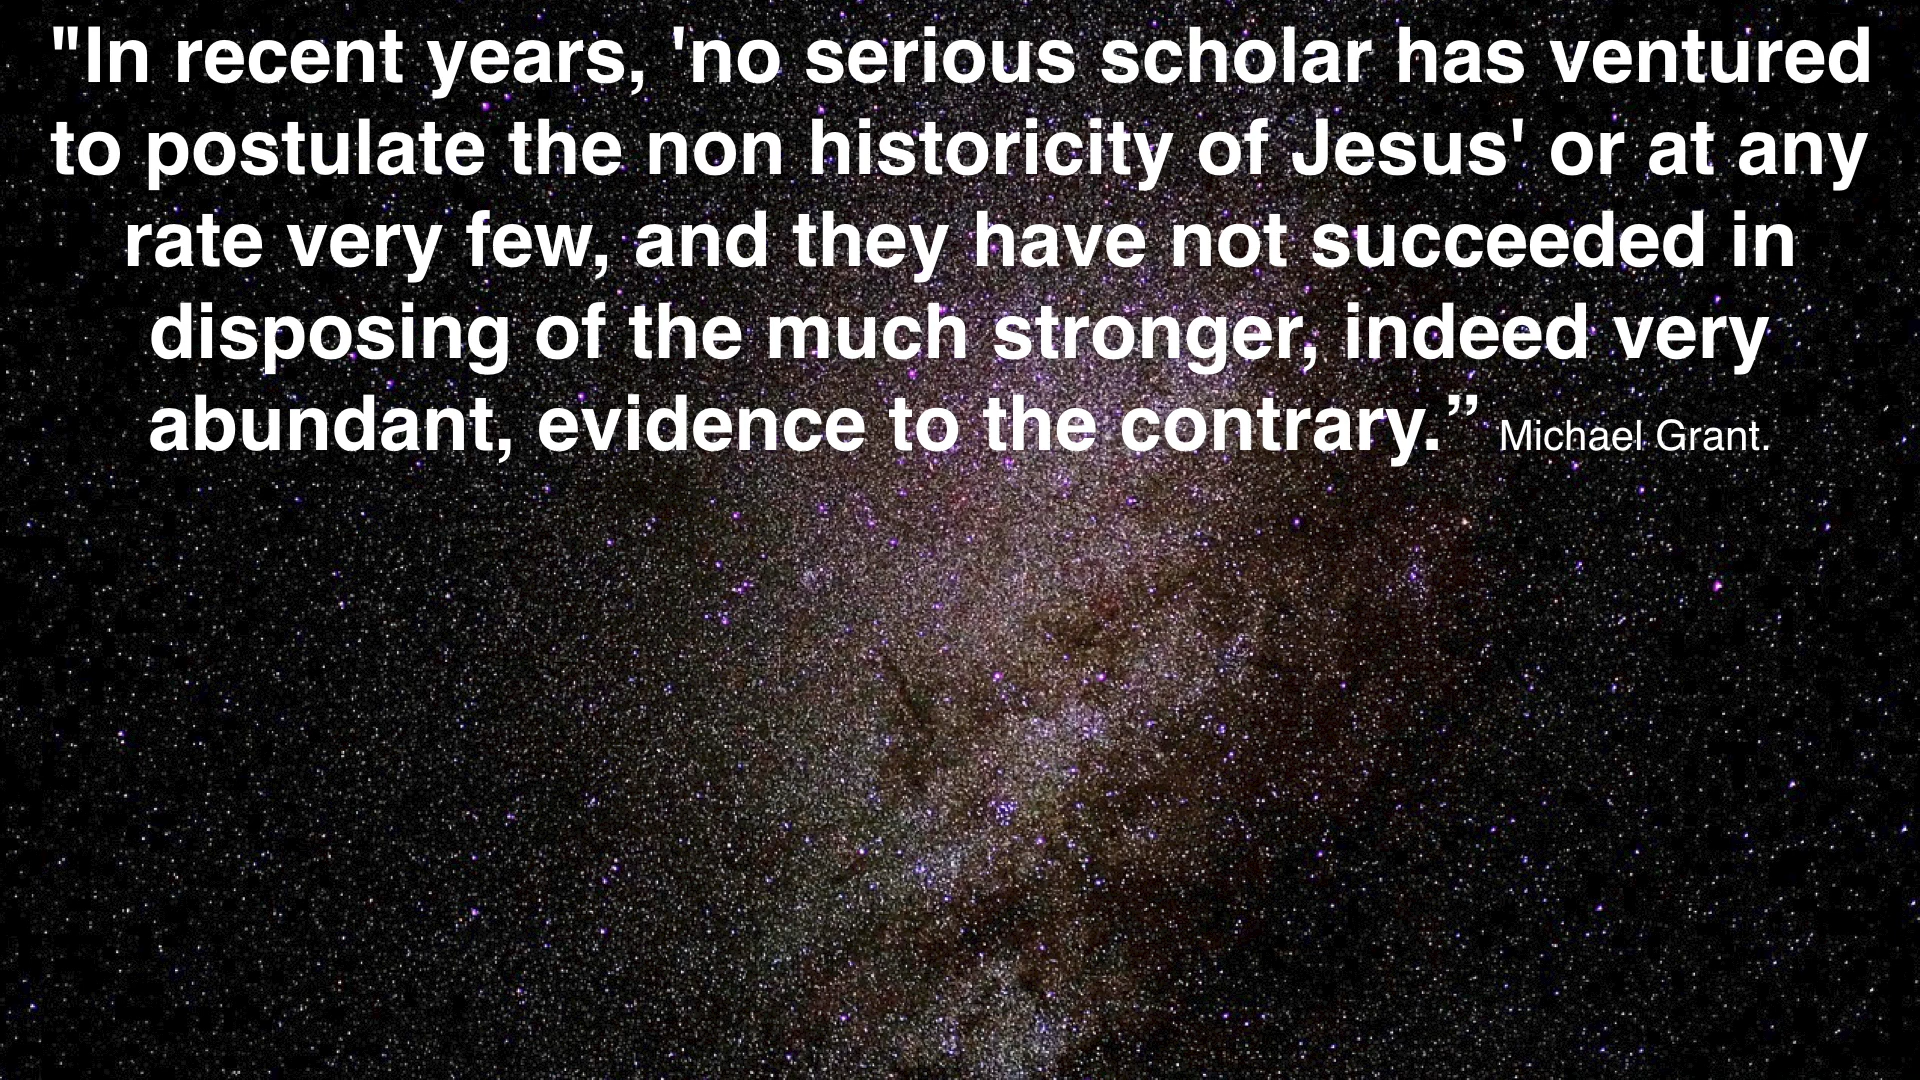 "In recent years, 'no serious scholar has ventured
to postulate the non historicity of Jesus' or at any
rate very few, and they have not succeeded in
disposing of the much stronger, indeed very
abundant, evidence to the contrary.” Michael Grant.